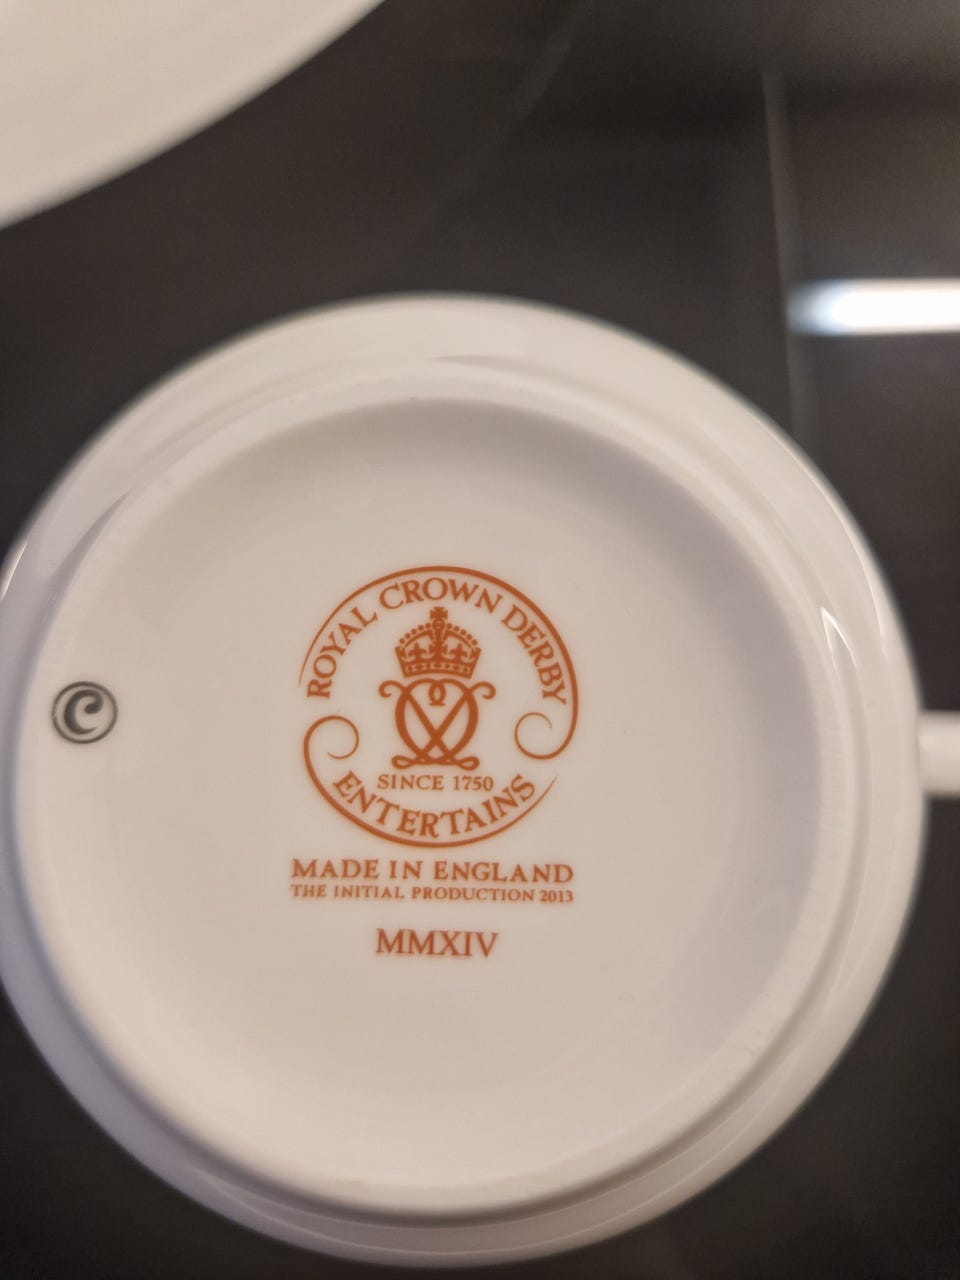 ROYAL CROWN DERBY
SINCE 1750
ENTERTAINS
MADE IN ENGLAND
THE INITIAL PRODUCTION 2013
MMXIV
©